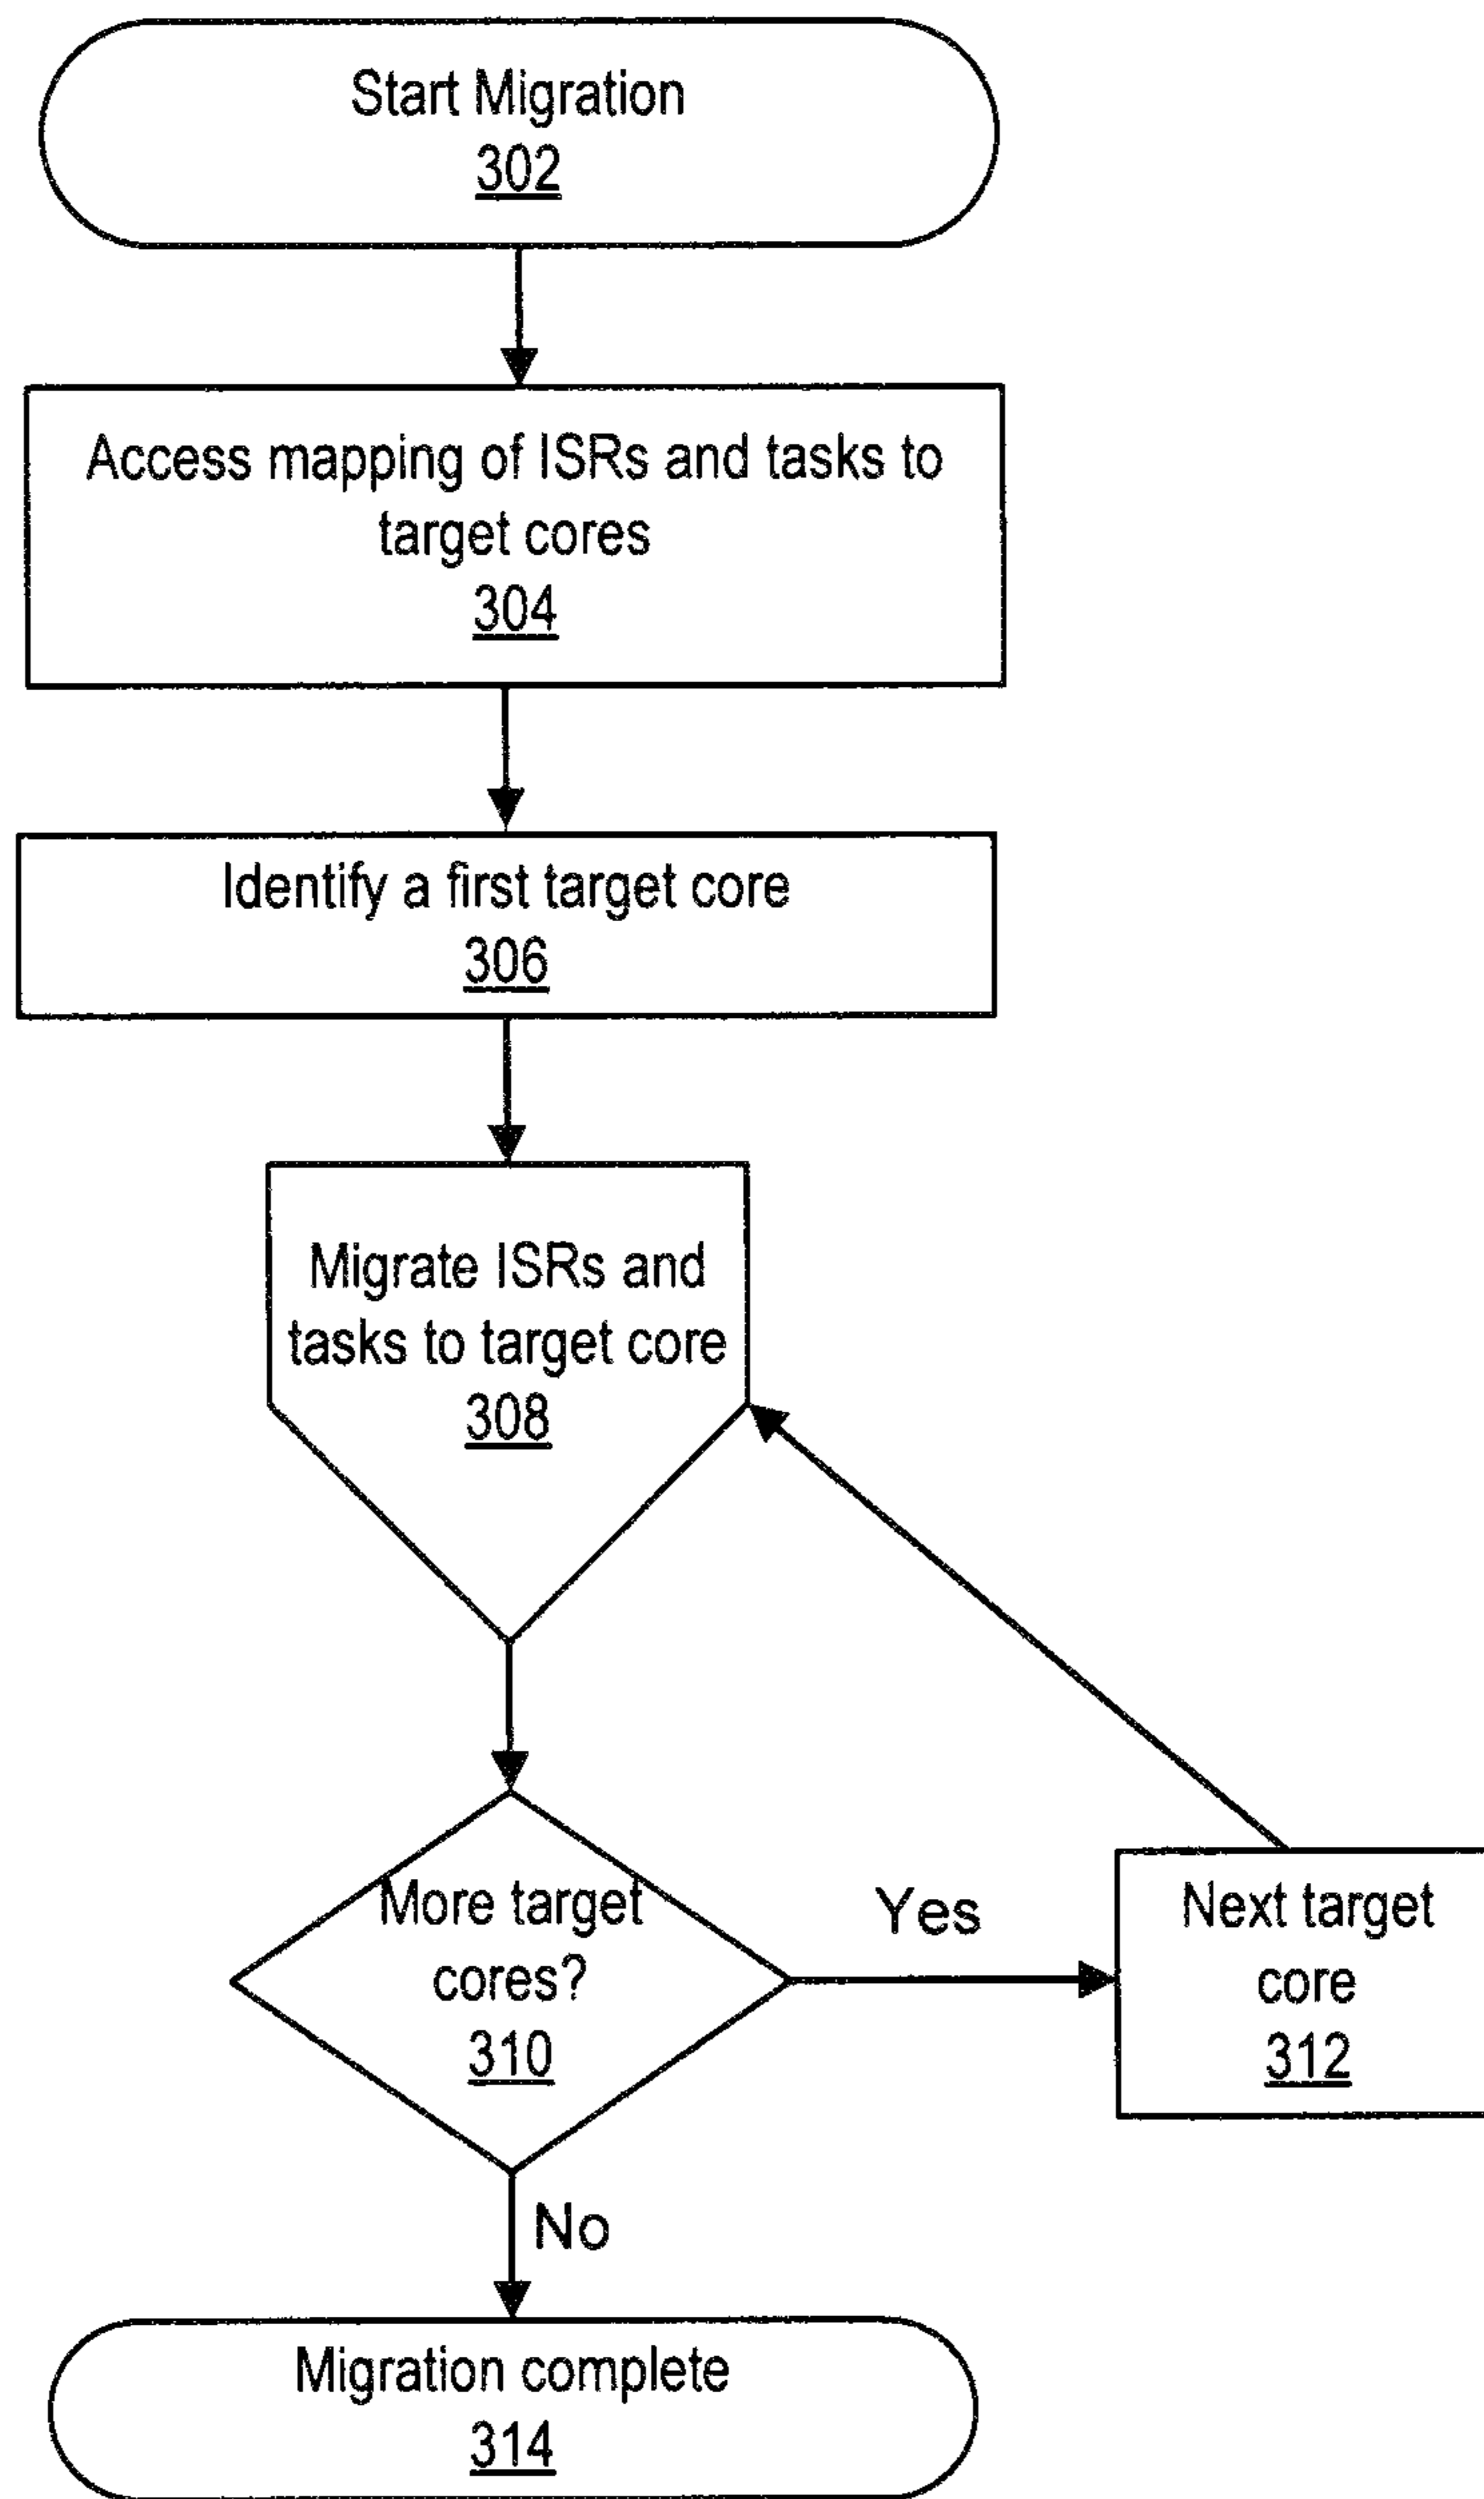 Start Migration
302
Access mapping of ISRs and tasks to
target cores
304
Identify a first target core
306
Migrate ISRs and
tasks to target core
308
More target
cores?
310
Yes
Next target
core
312
No
Migration complete
314